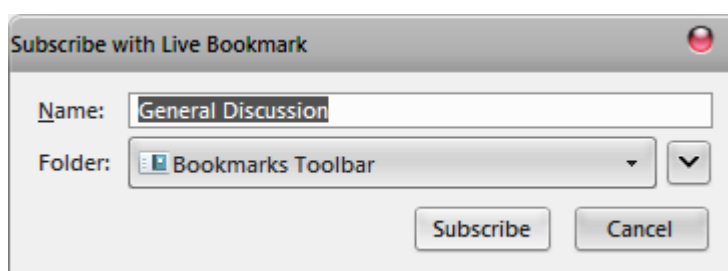 Subscribe with Live Bookmark
Name: General Discussion
Folder: Bookmarks Toolbar
Subscribe Cancel